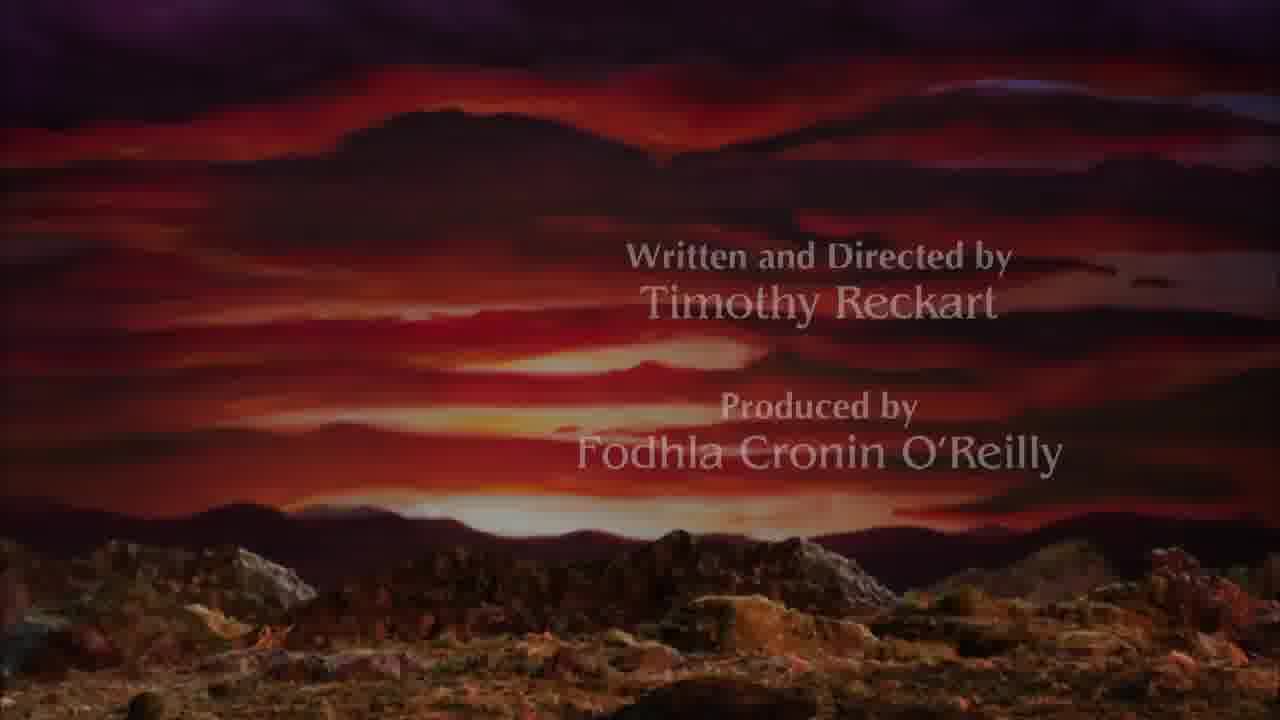 Written and Directed by
Timothy Reckart
Produced by
Fodhla Cronin O'Reilly